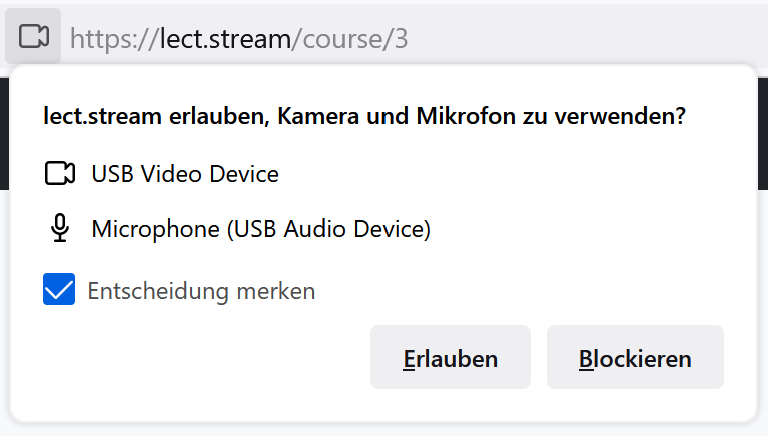 https://lect.stream/course/3
lect.stream erlauben, Kamera und Mikrofon zu verwenden?
USB Video Device
Microphone (USB Audio Device)
Entscheidung merken
Erlauben
Blockieren